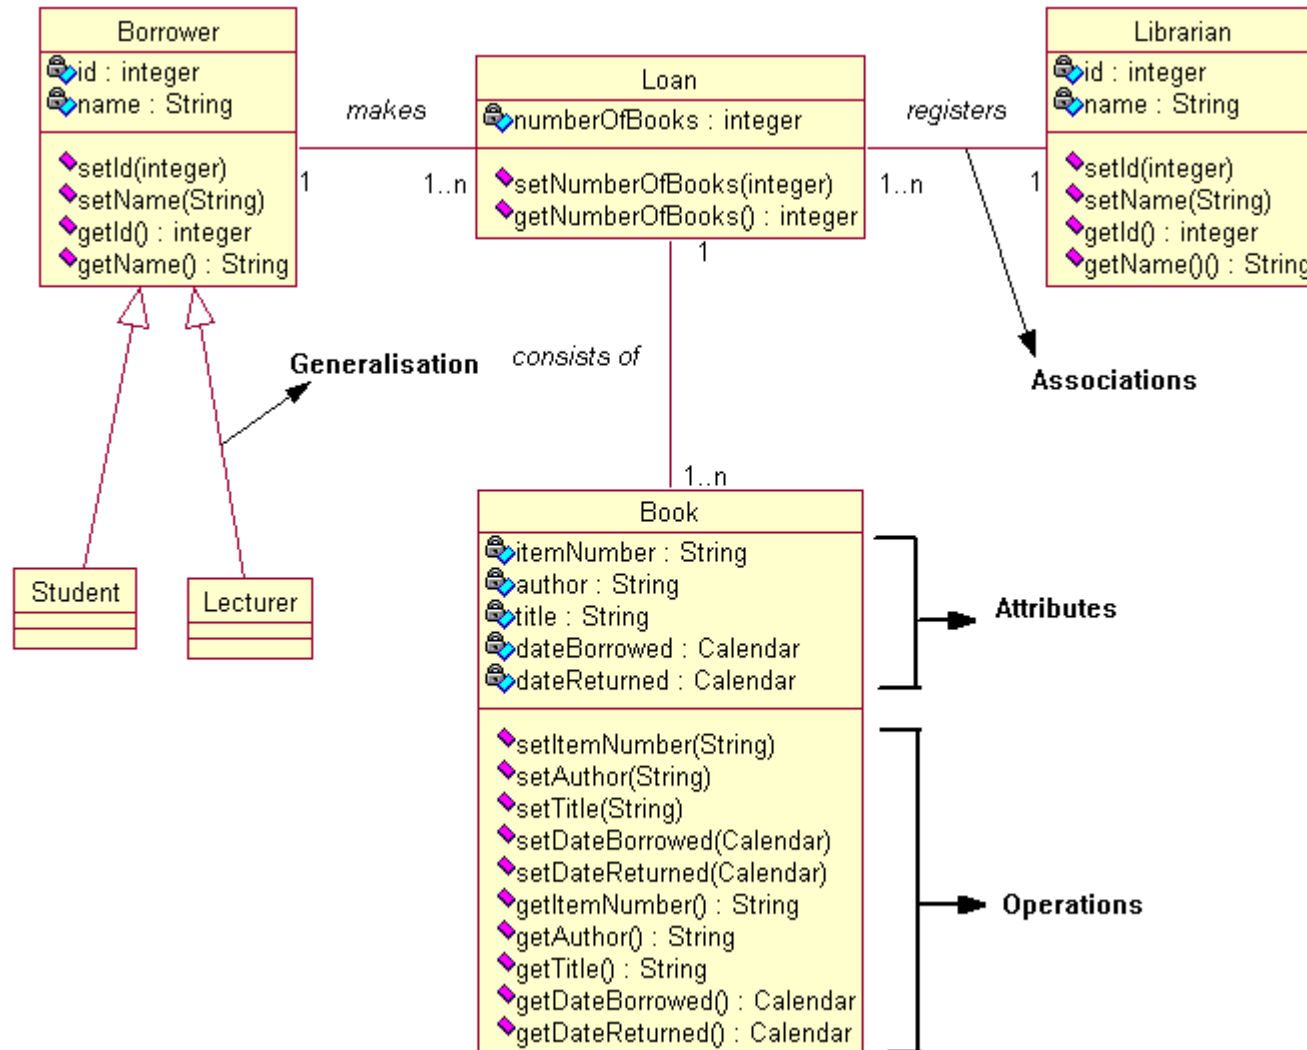 Borrower
id : integer
name : String
setId(integer)
setName(String)
getId() : integer
getName() : String
makes
1
1..n
Loan
numberOfBooks : integer
setNumberOfBooks(integer)
getNumberOfBooks() : integer
registers
1..n
1
Librarian
id : integer
name : String
setId(integer)
setName(String)
getId() : integer
getName()() : String
1
consists of
1..n
Generalisation
Associations
Student
Lecturer
Book
itemNumber : String
author : String
title : String
dateBorrowed : Calendar
dateReturned : Calendar
Attributes
setItemNumber(String)
setAuthor(String)
setTitle(String)
setDateBorrowed(Calendar)
setDateReturned(Calendar)
getItemNumber() : String
getAuthor() : String
getTitle() : String
getDateBorrowed() : Calendar
getDateReturned() : Calendar
Operations